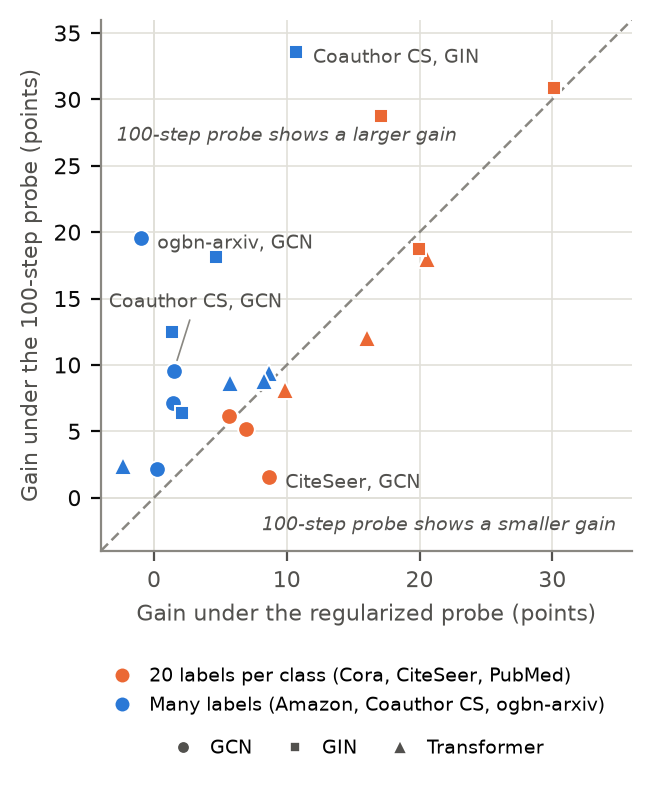 Gain under the 100-step probe (points)
35
30
25
20
15
10
5
0
Coauthor CS, GIN
100-step probe shows a larger gain
ogbn-arxiv, GCN
Coauthor CS, GCN
CiteSeer, GCN
100-step probe shows a smaller gain
0 10 20 30
Gain under the regularized probe (points)
20 labels per class (Cora, CiteSeer, PubMed)
Many labels (Amazon, Coauthor CS, ogbn-arxiv)
GCN GIN Transformer